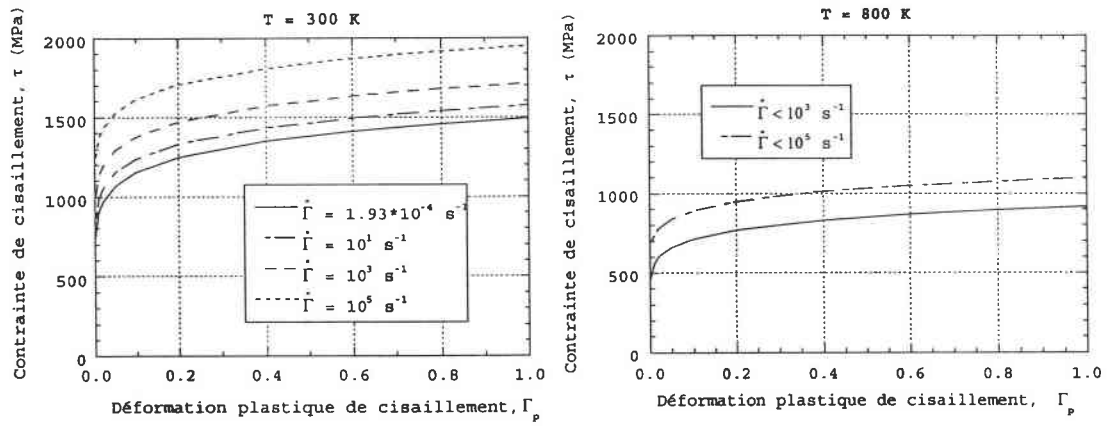 T = 300 K
Contrainte de cisaillement, τ (MPa)
2000
1500
1000
500
0
Γ̇ = 1.93*10⁻⁴ s⁻¹
Γ̇ = 10¹ s⁻¹
Γ̇ = 10³ s⁻¹
Γ̇ = 10⁵ s⁻¹
0.0 0.2 0.4 0.6 0.8 1.0
Déformation plastique de cisaillement, Γₚ
T = 800 K
Contrainte de cisaillement, τ (MPa)
2000
1500
1000
500
0
Γ̇ < 10³ s⁻¹
Γ̇ < 10⁵ s⁻¹
0.0 0.2 0.4 0.6 0.8 1.0
Déformation plastique de cisaillement, Γₚ